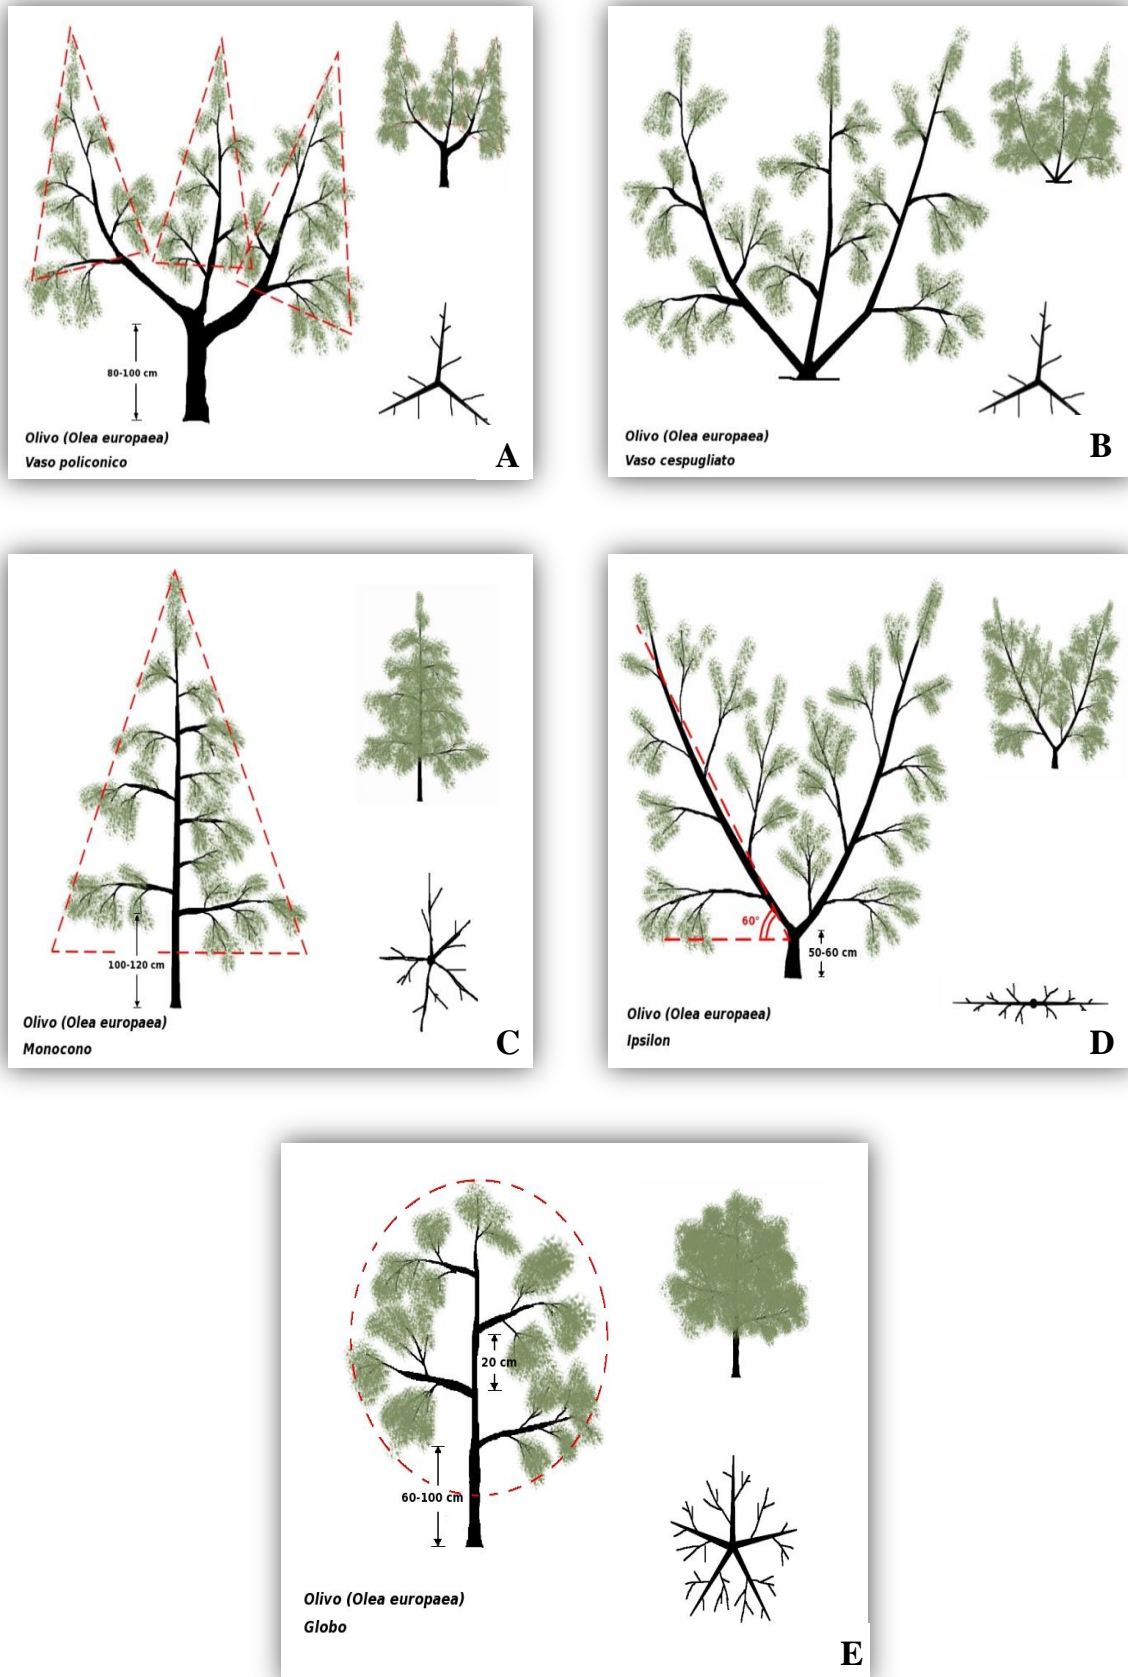 80-100 cm
Olivo (Olea europaea)
Vaso policonico
A
Olivo (Olea europaea)
Vaso cespugliato
B
100-120 cm
Olivo (Olea europaea)
Monocono
C
60°
50-60 cm
Olivo (Olea europaea)
Ipsilon
D
20 cm
60-100 cm
Olivo (Olea europaea)
Globo
E